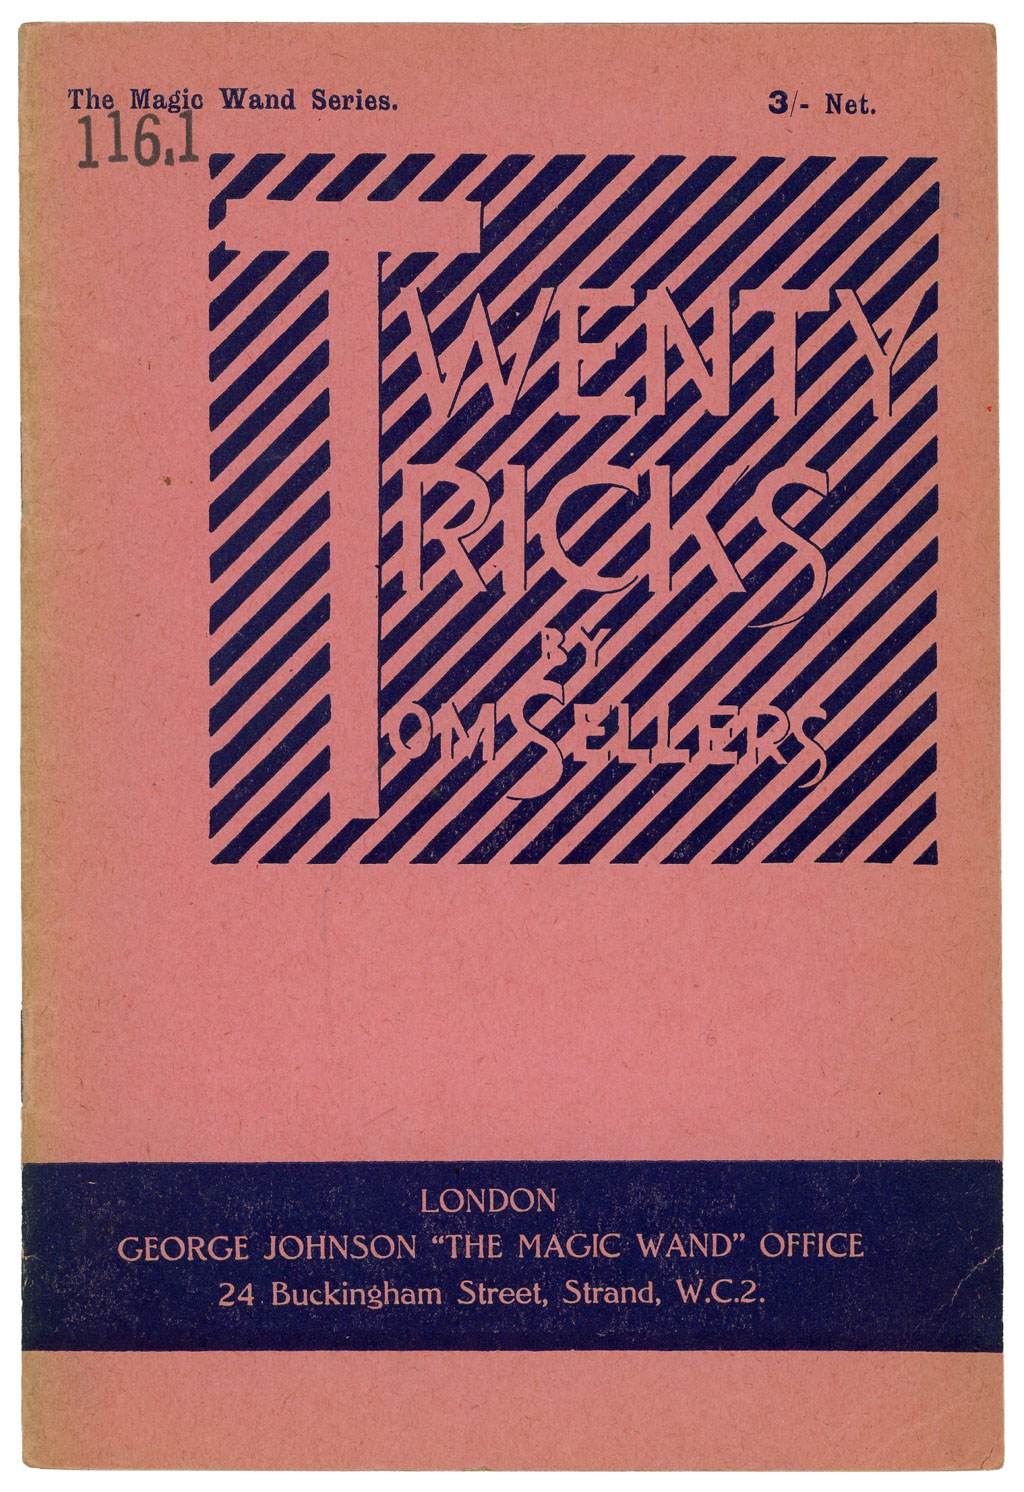 The Magic Wand Series.
3/- Net.
116.1
TWENTY
TRICKS
BY
TOM SELLERS
LONDON
GEORGE JOHNSON “THE MAGIC WAND” OFFICE
24 Buckingham Street, Strand, W.C.2.